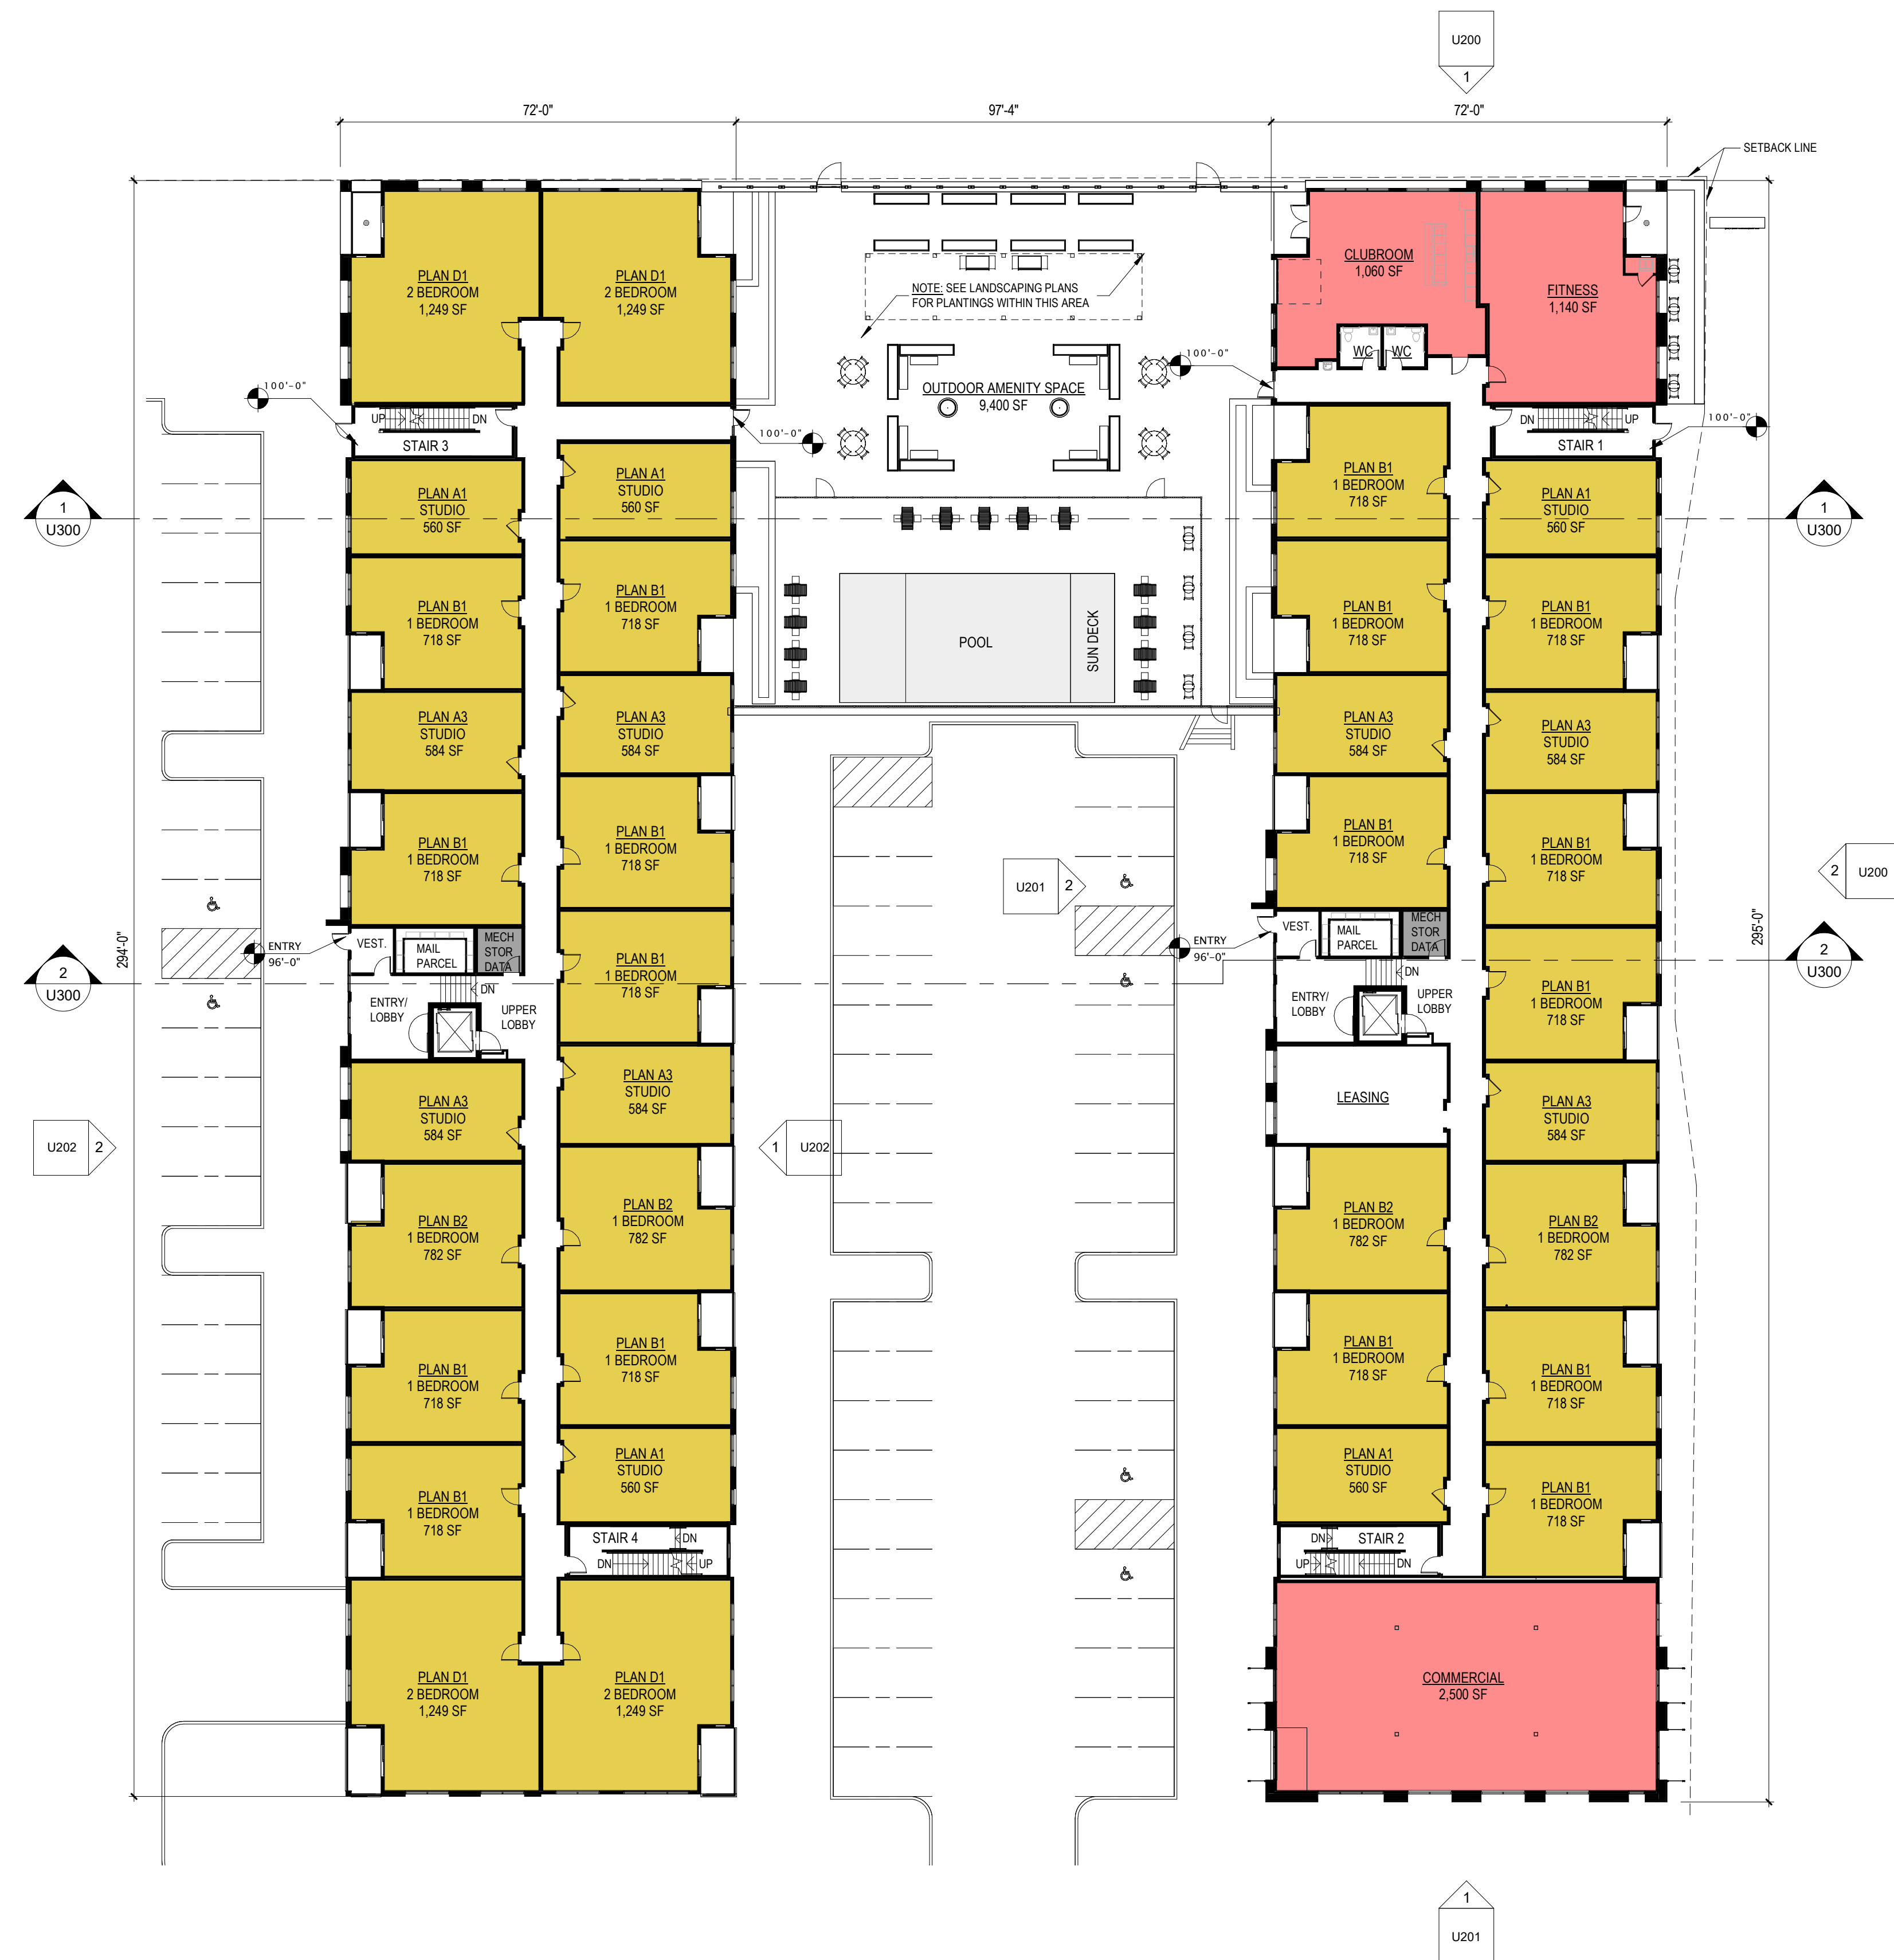 U200
1
72'-0"
97'-4"
72'-0"
SETBACK LINE
PLAN D1
2 BEDROOM
1,249 SF
PLAN D1
2 BEDROOM
1,249 SF
NOTE: SEE LANDSCAPING PLANS
FOR PLANTINGS WITHIN THIS AREA
CLUBROOM
1,060 SF
FITNESS
1,140 SF
WC
WC
100'-0"
100'-0"
OUTDOOR AMENITY SPACE
9,400 SF
UP
DN
STAIR 3
100'-0"
DN
UP
STAIR 1
100'-0"
1
U300
PLAN A1
STUDIO
560 SF
PLAN A1
STUDIO
560 SF
PLAN B1
1 BEDROOM
718 SF
PLAN A1
STUDIO
560 SF
1
U300
PLAN B1
1 BEDROOM
718 SF
PLAN B1
1 BEDROOM
718 SF
POOL
SUN DECK
PLAN B1
1 BEDROOM
718 SF
PLAN B1
1 BEDROOM
718 SF
PLAN A3
STUDIO
584 SF
PLAN A3
STUDIO
584 SF
PLAN A3
STUDIO
584 SF
PLAN A3
STUDIO
584 SF
PLAN B1
1 BEDROOM
718 SF
PLAN B1
1 BEDROOM
718 SF
PLAN B1
1 BEDROOM
718 SF
PLAN B1
1 BEDROOM
718 SF
U201
2
2
U200
294'-0"
295'-0"
ENTRY
96'-0"
VEST.
MAIL
PARCEL
MECH
STOR
DATA
PLAN B1
1 BEDROOM
718 SF
ENTRY
96'-0"
VEST.
MAIL
PARCEL
MECH
STOR
DATA
PLAN B1
1 BEDROOM
718 SF
2
U300
2
U300
DN
ENTRY/
LOBBY
UPPER
LOBBY
DN
ENTRY/
LOBBY
UPPER
LOBBY
PLAN A3
STUDIO
584 SF
PLAN A3
STUDIO
584 SF
LEASING
PLAN A3
STUDIO
584 SF
U202
2
1
U202
PLAN B2
1 BEDROOM
782 SF
PLAN B2
1 BEDROOM
782 SF
PLAN B2
1 BEDROOM
782 SF
PLAN B2
1 BEDROOM
782 SF
PLAN B1
1 BEDROOM
718 SF
PLAN B1
1 BEDROOM
718 SF
PLAN B1
1 BEDROOM
718 SF
PLAN B1
1 BEDROOM
718 SF
PLAN B1
1 BEDROOM
718 SF
PLAN A1
STUDIO
560 SF
PLAN A1
STUDIO
560 SF
PLAN B1
1 BEDROOM
718 SF
STAIR 4
DN
DN
UP
DN
STAIR 2
UP
DN
PLAN D1
2 BEDROOM
1,249 SF
PLAN D1
2 BEDROOM
1,249 SF
COMMERCIAL
2,500 SF
1
U201